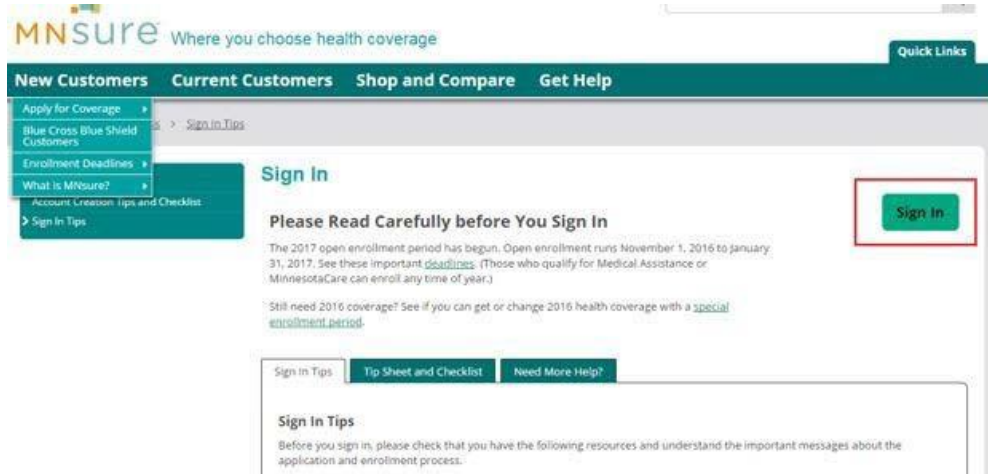 MNsure Where you choose health coverage
Quick Links
New Customers Current Customers Shop and Compare Get Help
Apply for Coverage
Blue Cross Blue Shield
Customers
Enrollment Deadlines
What is MNsure?
> Sign In Tips
Account Creation Tips and Checklist
Sign In Tips
Sign In
Sign In
Please Read Carefully before You Sign In
The 2017 open enrollment period has begun. Open enrollment runs November 1, 2016 to January
31, 2017. See these important deadlines. (Those who qualify for Medical Assistance or
MinnesotaCare can enroll any time of year.)
Still need 2016 coverage? See if you can get or change 2016 health coverage with a special
enrollment period.
Sign In Tips Tip Sheet and Checklist Need More Help?
Sign In Tips
Before you sign in, please check that you have the following resources and understand the important messages about the
application and enrollment process.